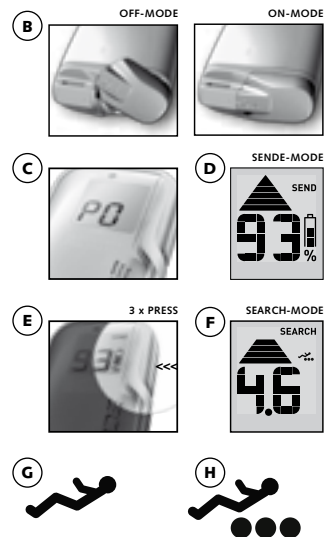 OFF-MODE
ON-MODE
B
C
P0
D
SENDE-MODE
SEND
93
%
E
3 x PRESS
93
<<<
F
SEARCH-MODE
SEARCH
4.6
G
H